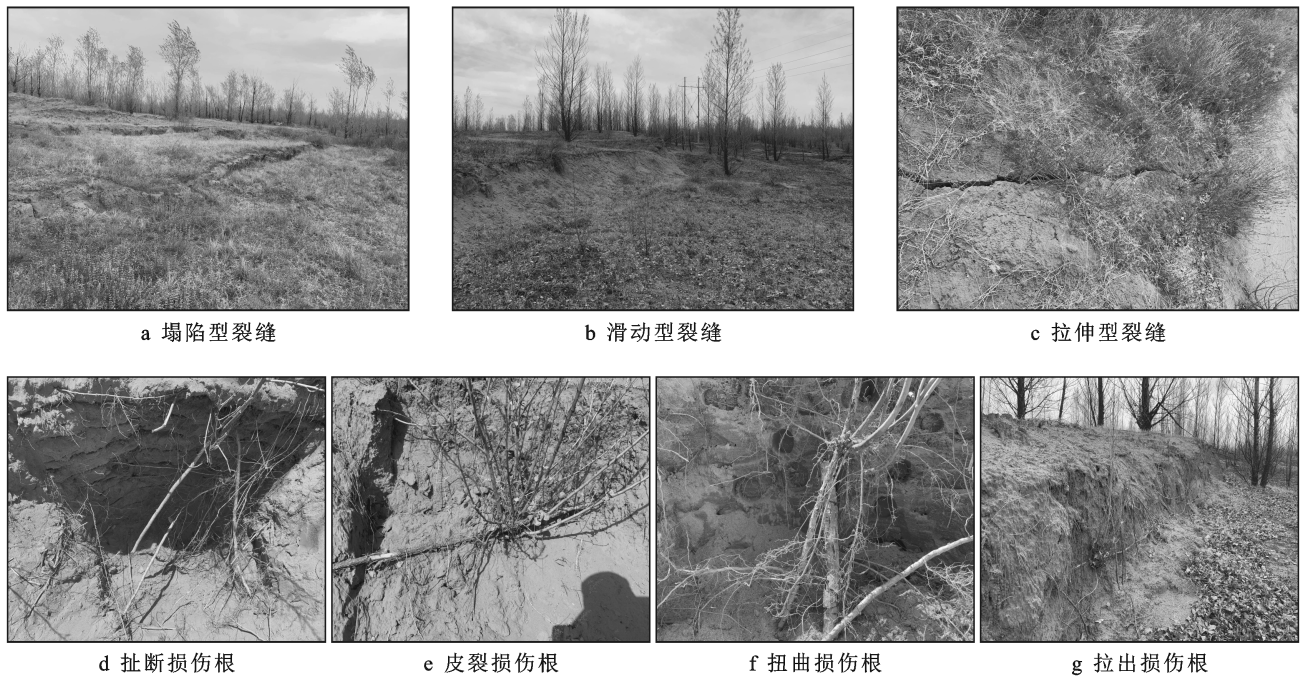 a 塌陷型裂缝
b 滑动型裂缝
c 拉伸型裂缝
d 扯断损伤根
e 皮裂损伤根
f 扭曲损伤根
g 拉出损伤根